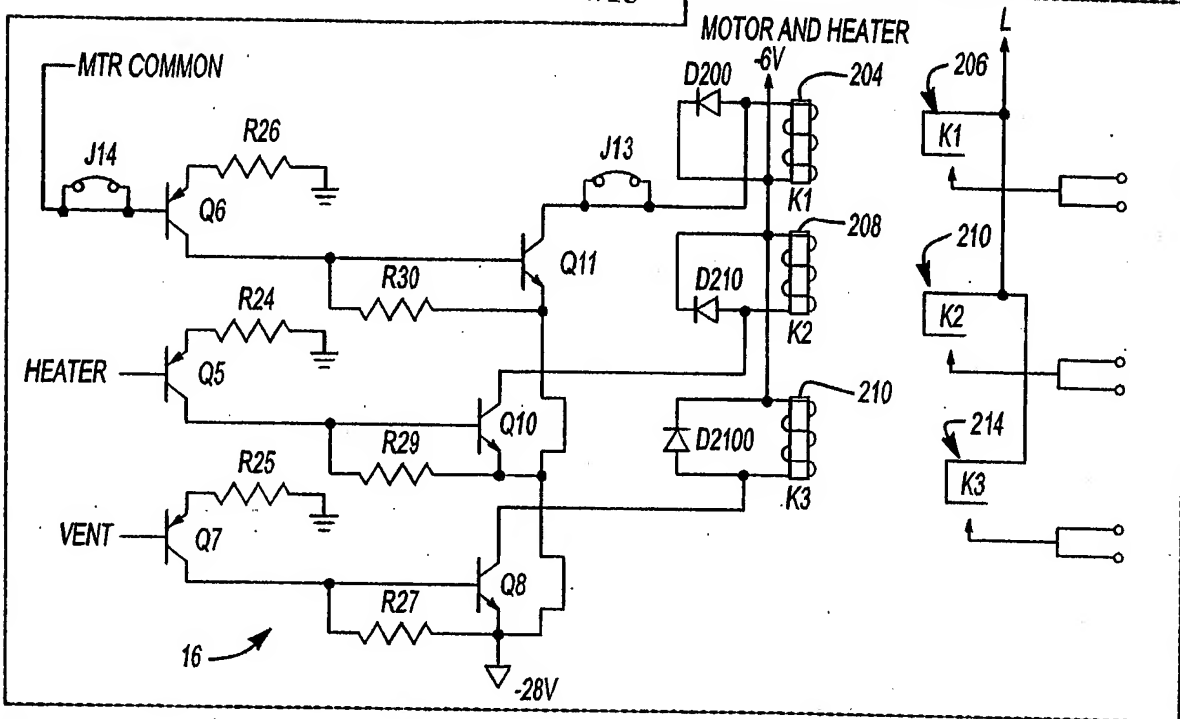 MOTOR AND HEATER
-6V
L
MTR COMMON
D200
204
206
K1
R26
J14
J13
Q6
K1
208
210
Q11
R30
D210
K2
R24
K2
HEATER
Q5
210
Q10
214
R29
D2100
R25
K3
K3
VENT
Q7
Q8
R27
16
-28V